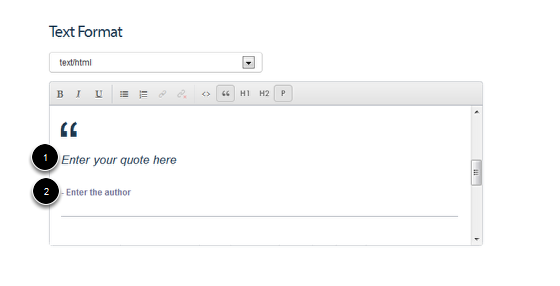 Text Format
text/html
B I U <> “ H1 H2 P
“
1 Enter your quote here
2 - Enter the author